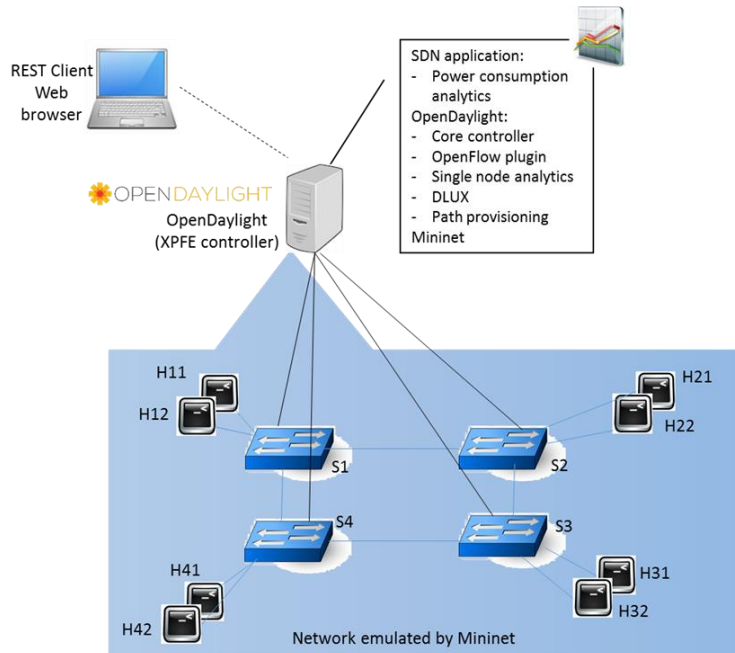 REST Client
Web
browser
SDN application:
- Power consumption
analytics
OpenDaylight:
- Core controller
- OpenFlow plugin
- Single node analytics
- DLUX
- Path provisioning
Mininet
OPENDAYLIGHT
OpenDaylight
(XPFE controller)
H11
H12
H21
H22
S1
S2
S4
S3
H41
H42
H31
H32
Network emulated by Mininet